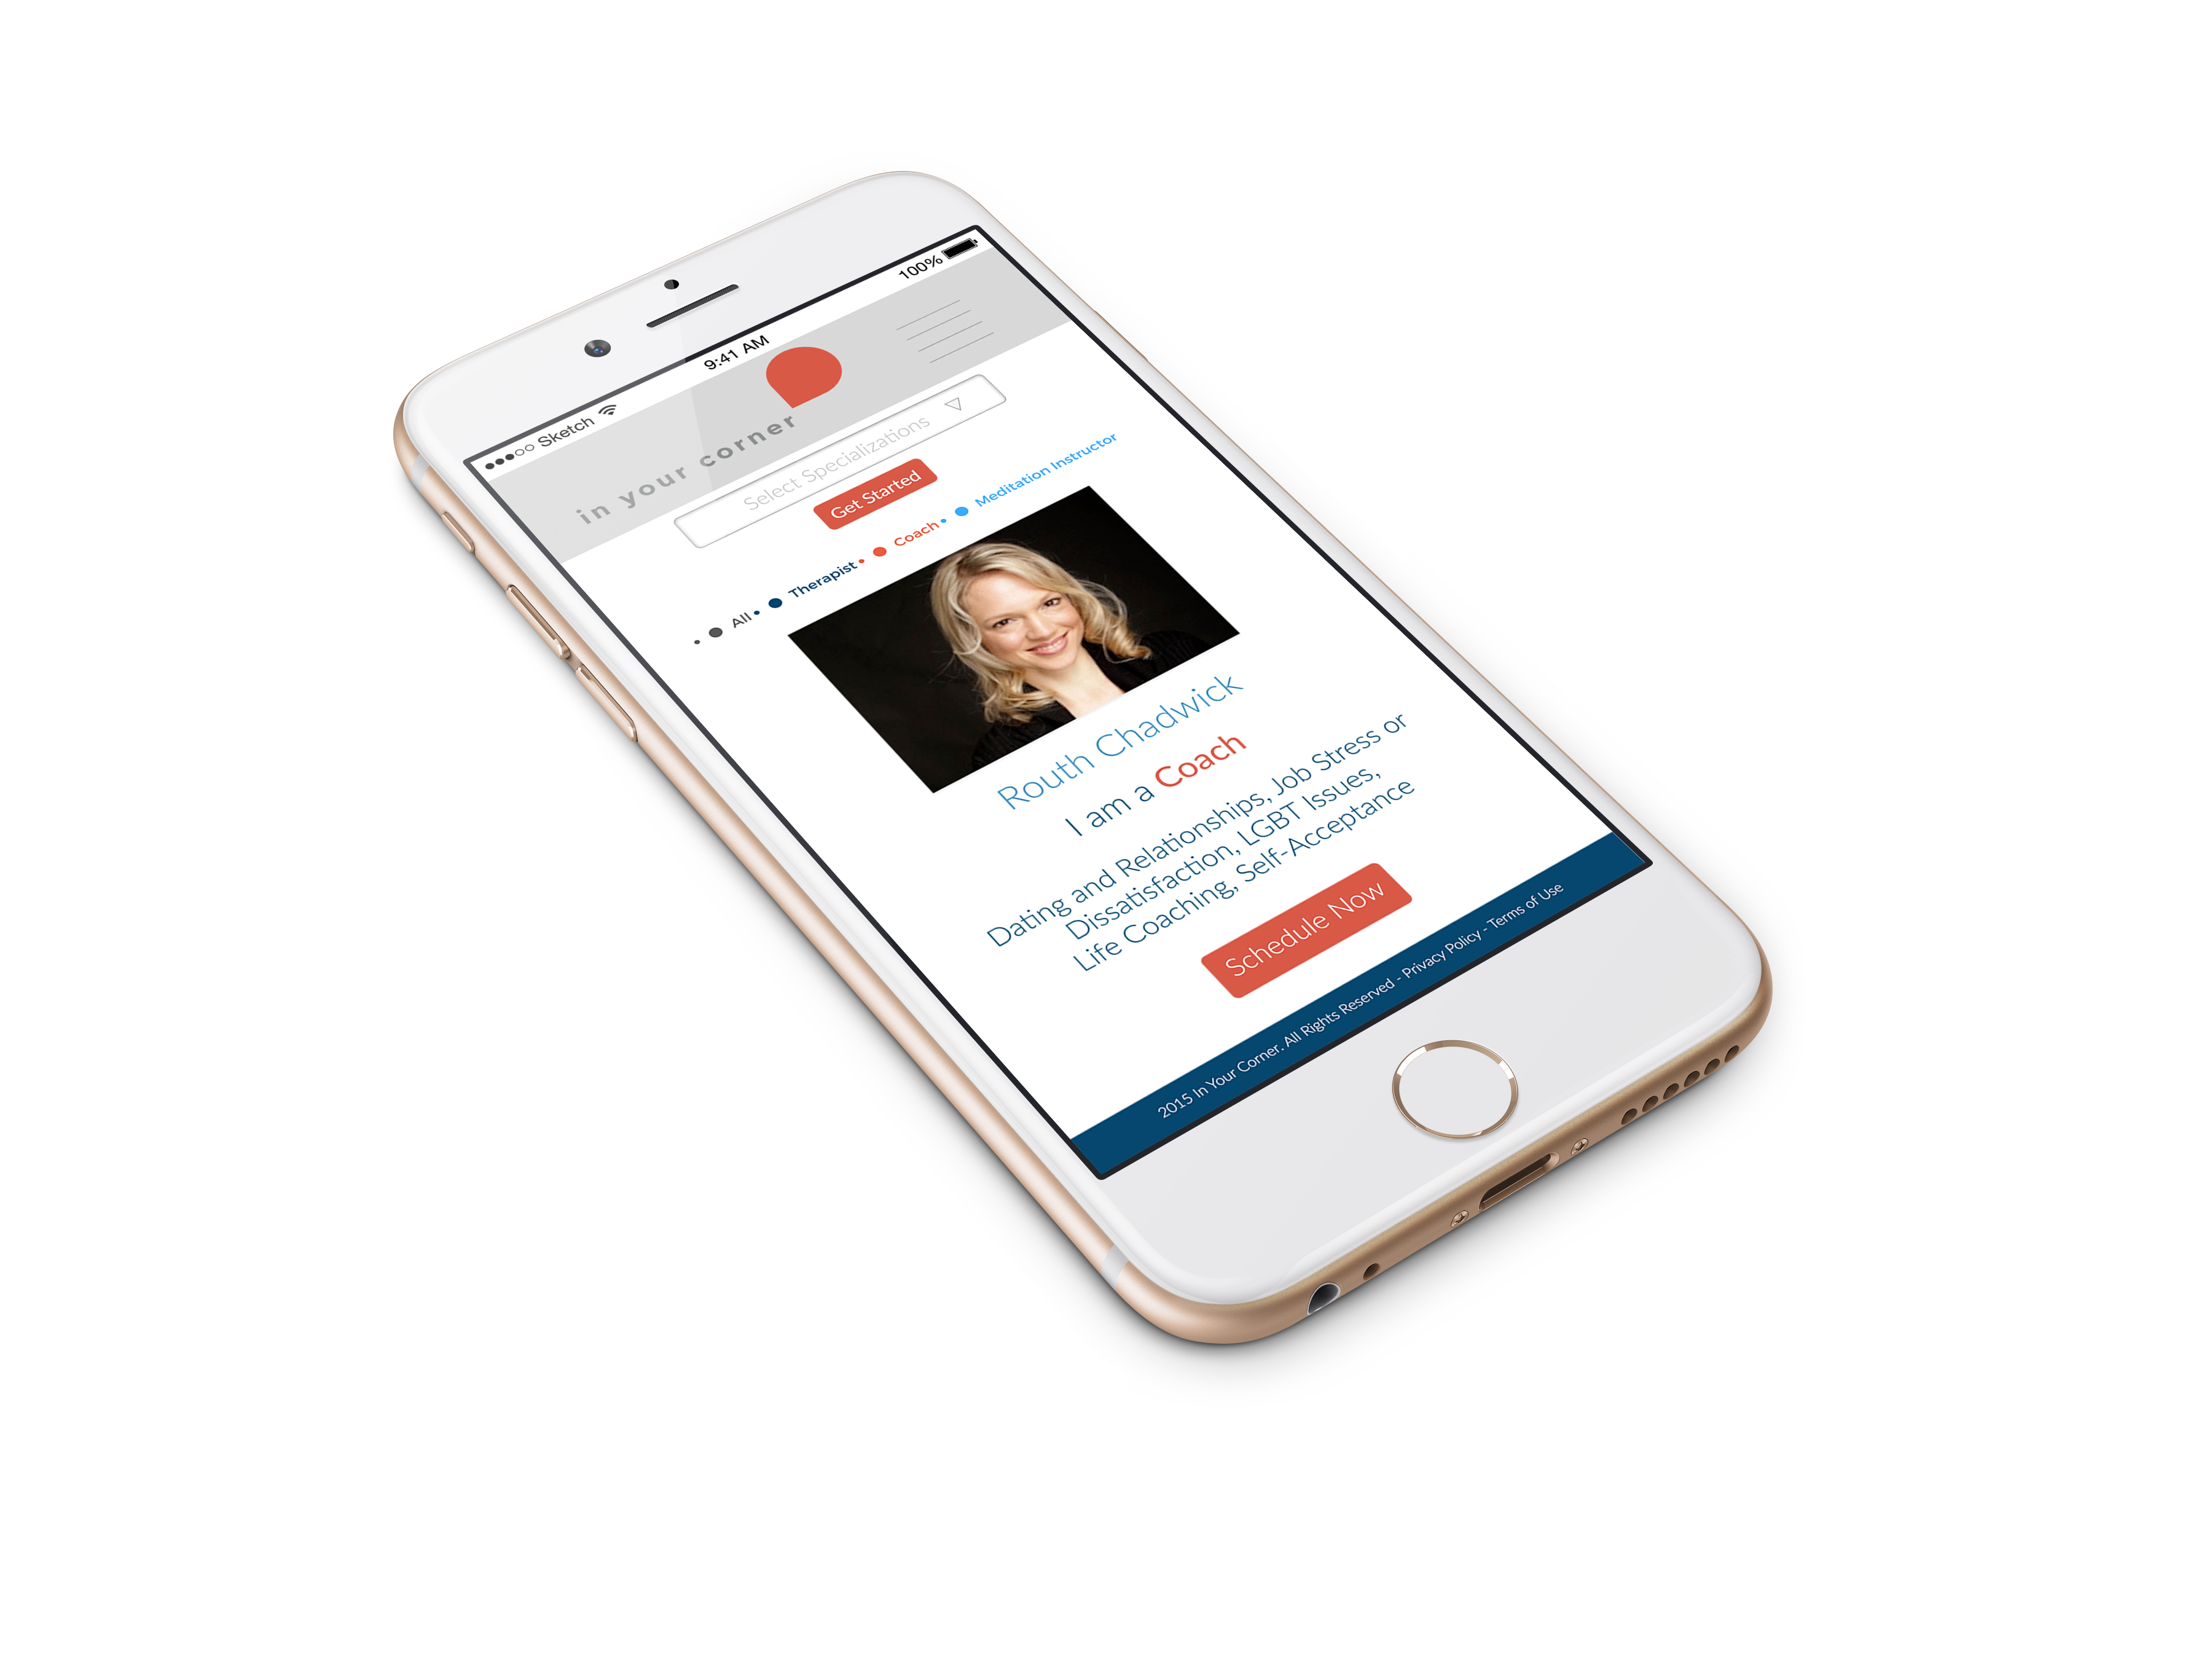 Sketch 9:41 AM 100%
in your corner
Select Specializations
Get Started
All Therapist Coach Meditation Instructor
Routh Chadwick
I am a Coach
Dating and Relationships, Job Stress or
Dissatisfaction, LGBT Issues,
Life Coaching, Self-Acceptance
Schedule Now
2015 In Your Corner. All Rights Reserved - Privacy Policy - Terms of Use